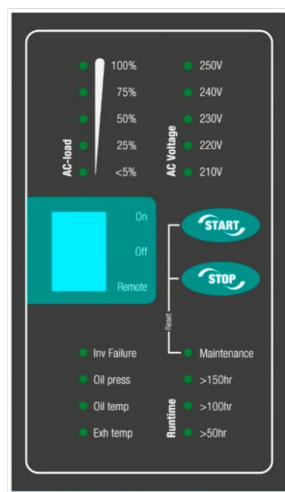 AC-load
100%
75%
50%
25%
<5%
AC Voltage
250V
240V
230V
220V
210V
On
Off
Remote
START
STOP
Reset
Inv Failure
Oil press
Oil temp
Exh temp
Maintenance
Runtime
>150hr
>100hr
>50hr